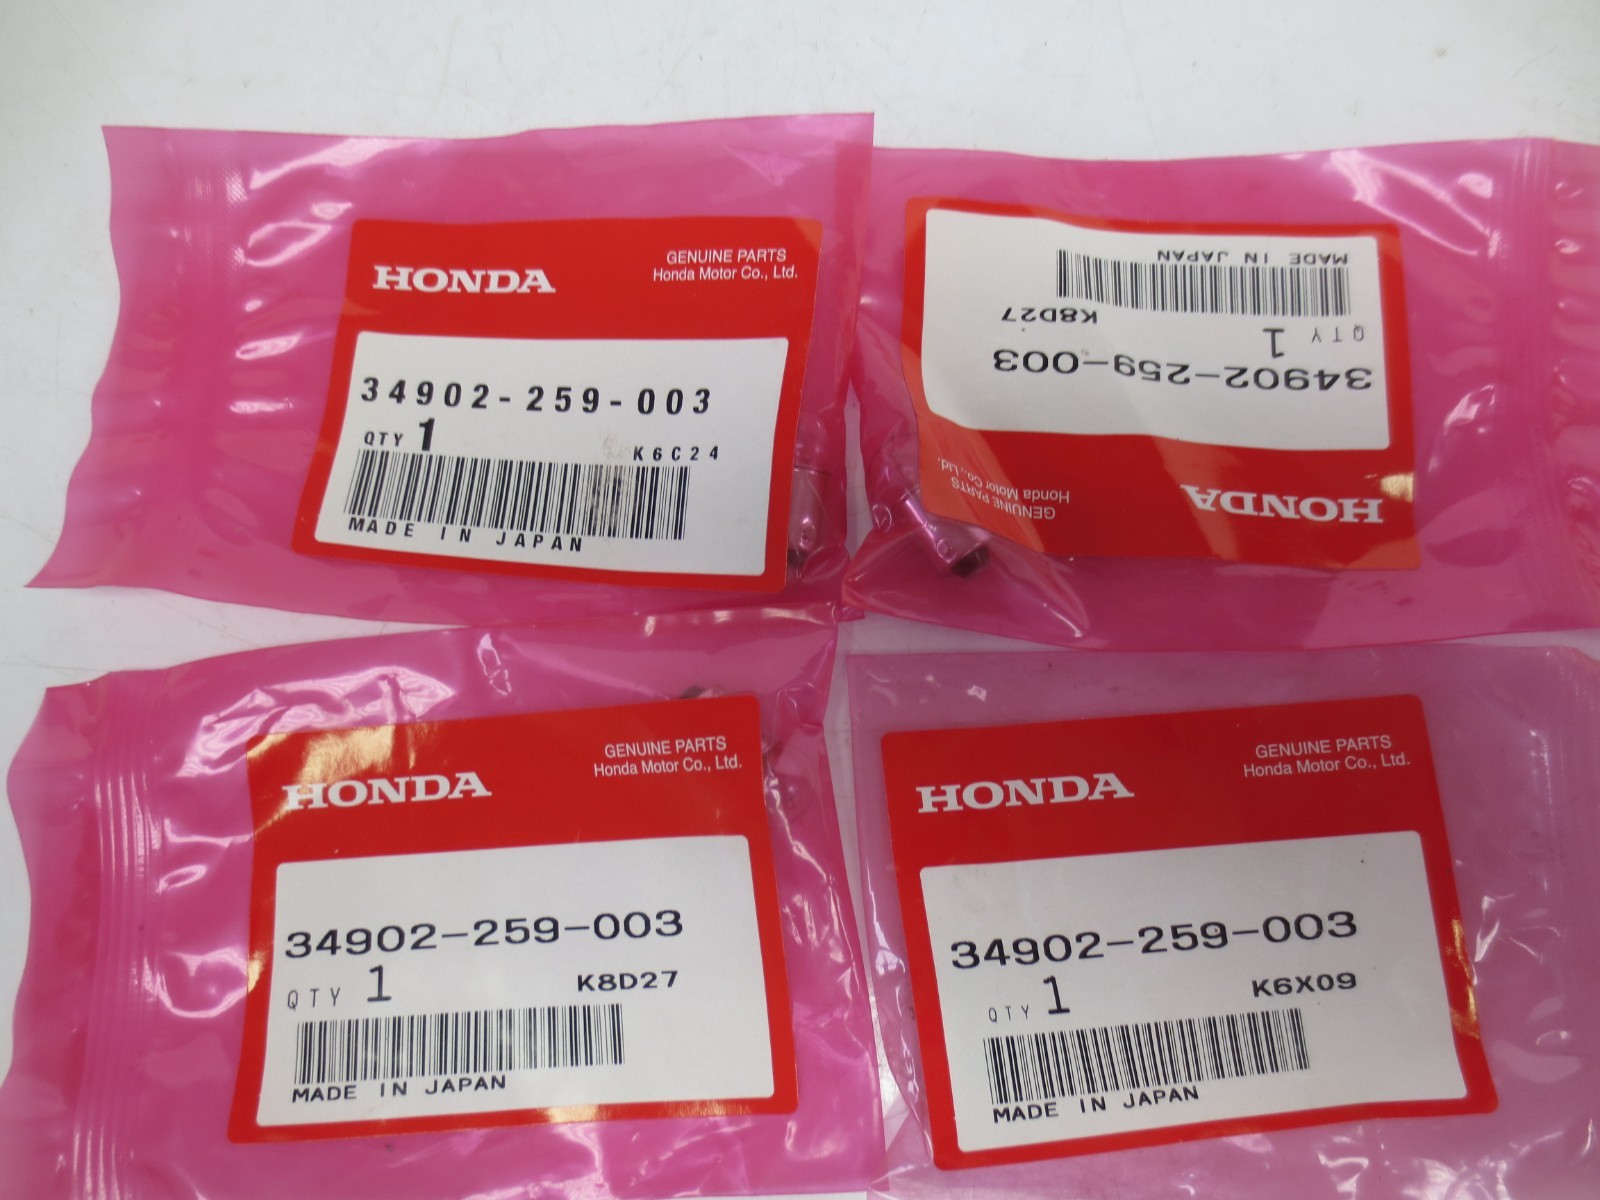 HONDA
GENUINE PARTS
Honda Motor Co., Ltd.
34902-259-003
QTY 1
K6C24
MADE IN JAPAN
HONDA
GENUINE PARTS
Honda Motor Co., Ltd.
34902-259-003
QTY 1
K8D27
MADE IN JAPAN
HONDA
GENUINE PARTS
Honda Motor Co., Ltd.
34902-259-003
QTY 1
K8D27
MADE IN JAPAN
HONDA
GENUINE PARTS
Honda Motor Co., Ltd.
34902-259-003
QTY 1
K6X09
MADE IN JAPAN